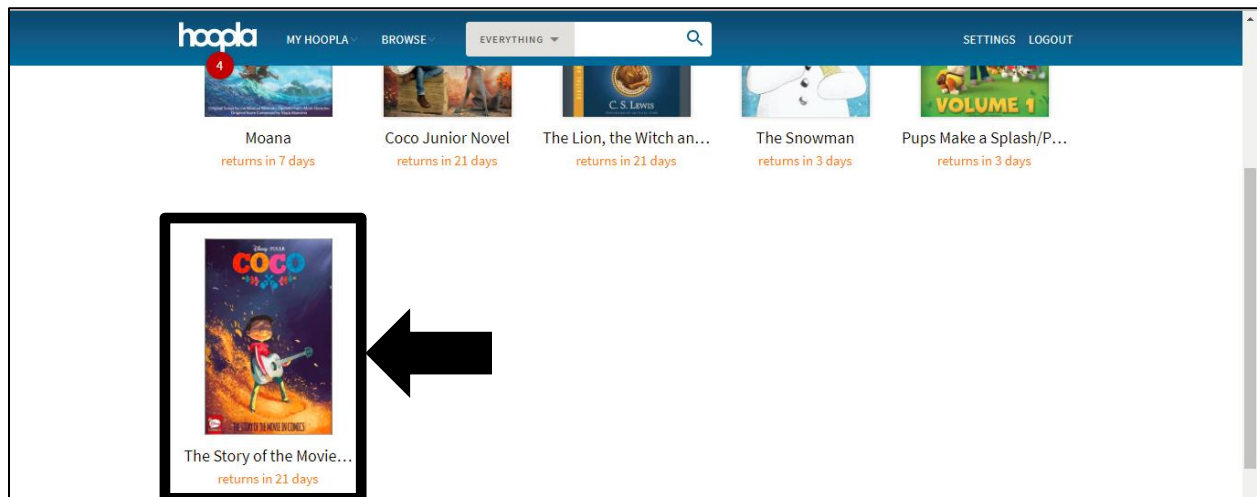 hoopla MY HOOPLA BROWSE EVERYTHING SETTINGS LOGOUT
4
C. S. LEWIS
VOLUME 1
Moana Coco Junior Novel The Lion, the Witch an... The Snowman Pups Make a Splash/P...
returns in 7 days returns in 21 days returns in 21 days returns in 3 days returns in 3 days
Disney PIXAR
COCO
THE STORY OF THE MOVIE IN COMICS
The Story of the Movie...
returns in 21 days